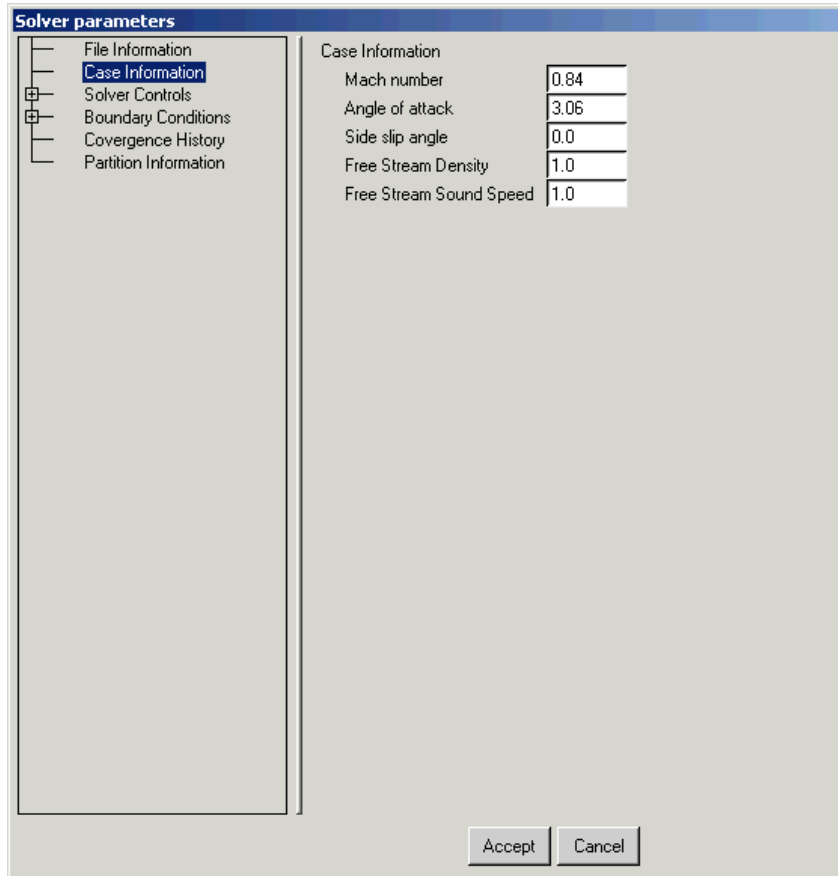 Solver parameters
File Information
Case Information
Solver Controls
Boundary Conditions
Covergence History
Partition Information
Case Information
Mach number 0.84
Angle of attack 3.06
Side slip angle 0.0
Free Stream Density 1.0
Free Stream Sound Speed 1.0
Accept Cancel